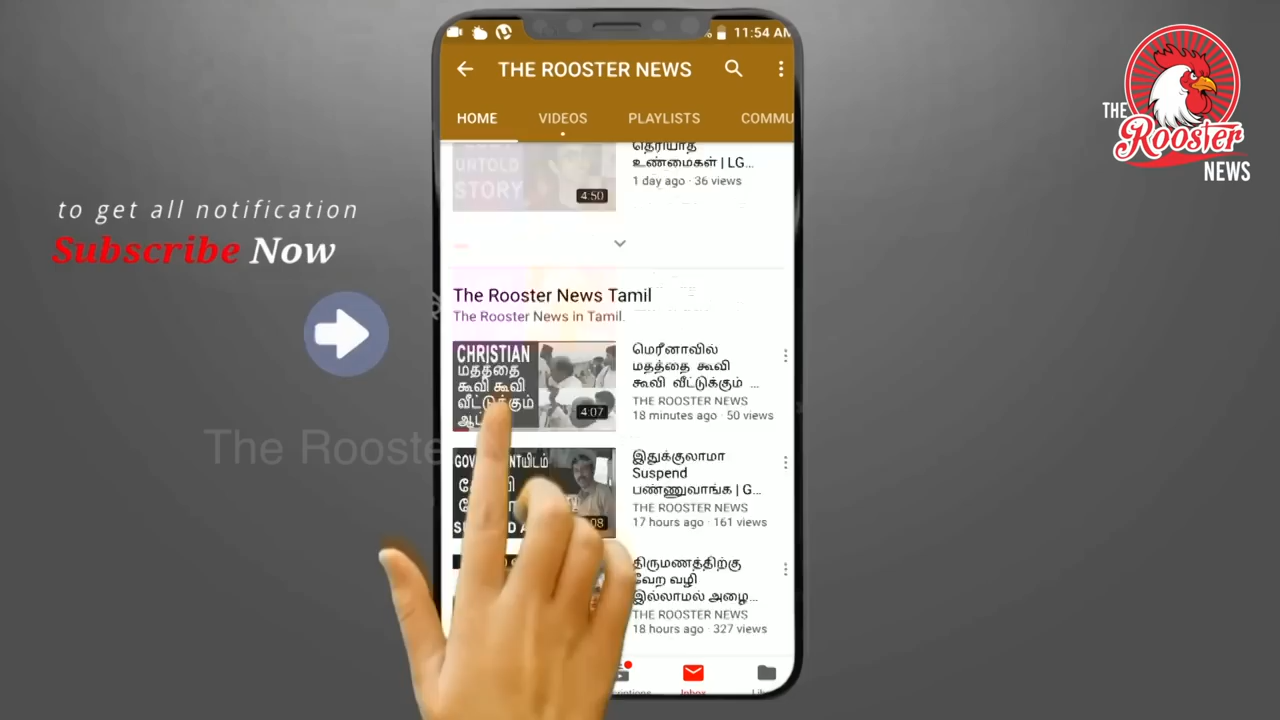 11:54 AM
THE ROOSTER NEWS
HOME VIDEOS PLAYLISTS COMMU
THE
Rooster
NEWS
to get all notification
Subscribe Now
UNTOLD
STORY
4:50
தெரியாத
உண்மைகள் | LG...
1 day ago · 36 views
The Rooster News Tamil
The Rooster News in Tamil.
CHRISTIAN
மதத்தை
கூவி கூவி
வீட்டுக்கும்
4:07
மெரீனாவில்
மதத்தை கூவி
கூவி வீட்டுக்கும் ...
THE ROOSTER NEWS
18 minutes ago · 50 views
The Rooste
இதுக்குலாமா
Suspend
பண்ணுவாங்க | G...
THE ROOSTER NEWS
17 hours ago · 161 views
திருமணத்திற்கு
வேற வழி
இல்லாமல் அழை...
THE ROOSTER NEWS
18 hours ago · 327 views
Inbox